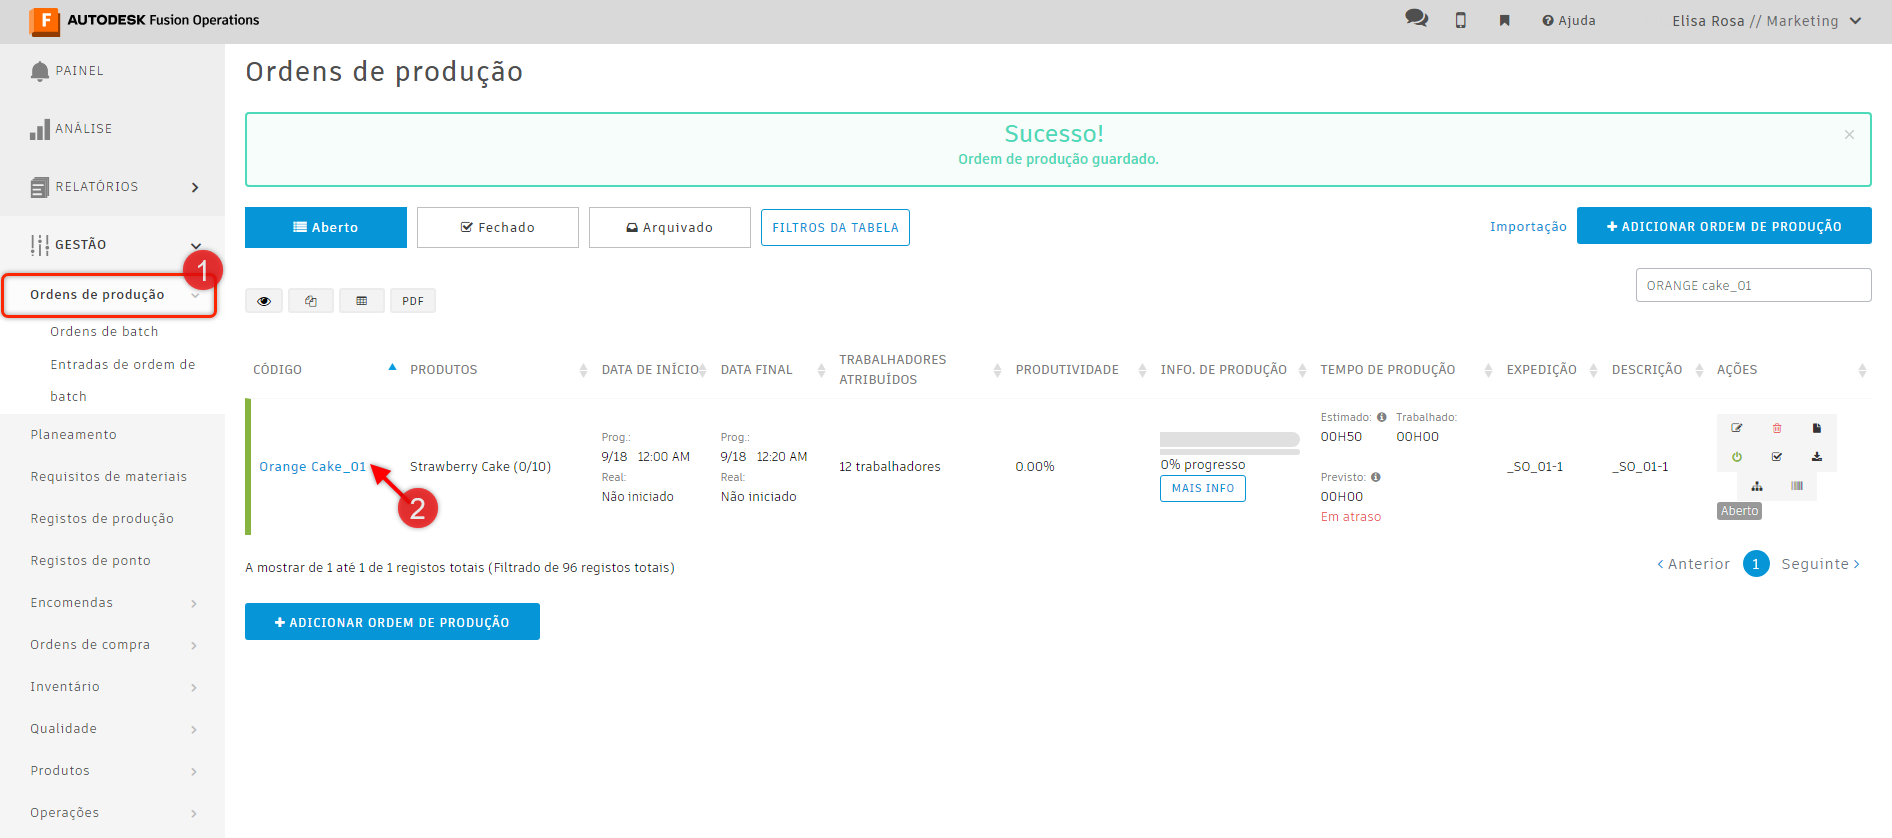 AUTODESK Fusion Operations
Ajuda
Elisa Rosa // Marketing
PAINEL
ANÁLISE
RELATÓRIOS
GESTÃO
1
Ordens de produção
Ordens de batch
Entradas de ordem de
batch
Planeamento
Requisitos de materiais
Registos de produção
Registos de ponto
Encomendas
Ordens de compra
Inventário
Qualidade
Produtos
Operações
Ordens de produção
Sucesso!
×
Ordem de produção guardado.
Aberto
Fechado
Arquivado
FILTROS DA TABELA
Importação
+ ADICIONAR ORDEM DE PRODUÇÃO
PDF
ORANGE cake_01
CÓDIGO
PRODUTOS
DATA DE INÍCIO
DATA FINAL
TRABALHADORES
ATRIBUÍDOS
PRODUTIVIDADE
INFO. DE PRODUÇÃO
TEMPO DE PRODUÇÃO
EXPEDIÇÃO
DESCRIÇÃO
AÇÕES
Orange Cake_01
2
Strawberry Cake (0/10)
Prog.:
9/18 12:00 AM
Real:
Não iniciado
Prog.:
9/18 12:20 AM
Real:
Não iniciado
12 trabalhadores
0.00%
0% progresso
MAIS INFO
Estimado: Trabalhado:
00H50 00H00
Previsto:
00H00
Em atraso
_SO_01-1
_SO_01-1
Aberto
A mostrar de 1 até 1 de 1 registos totais (Filtrado de 96 registos totais)
< Anterior 1 Seguinte >
+ ADICIONAR ORDEM DE PRODUÇÃO